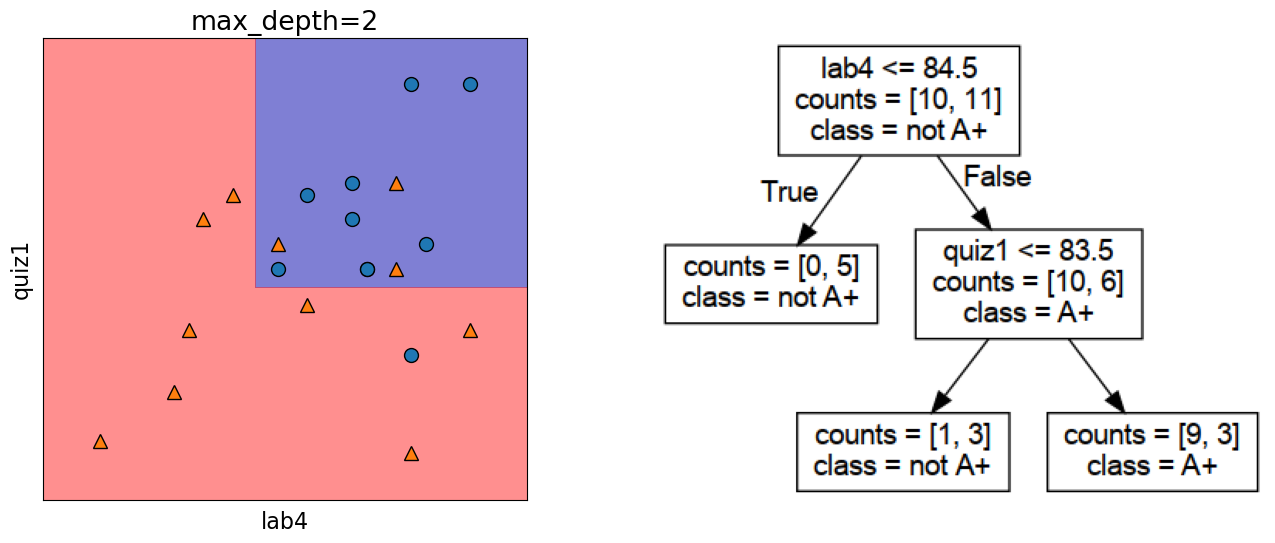 max_depth=2
quiz1
lab4
lab4 <= 84.5
counts = [10, 11]
class = not A+
True
False
counts = [0, 5]
class = not A+
quiz1 <= 83.5
counts = [10, 6]
class = A+
counts = [1, 3]
class = not A+
counts = [9, 3]
class = A+